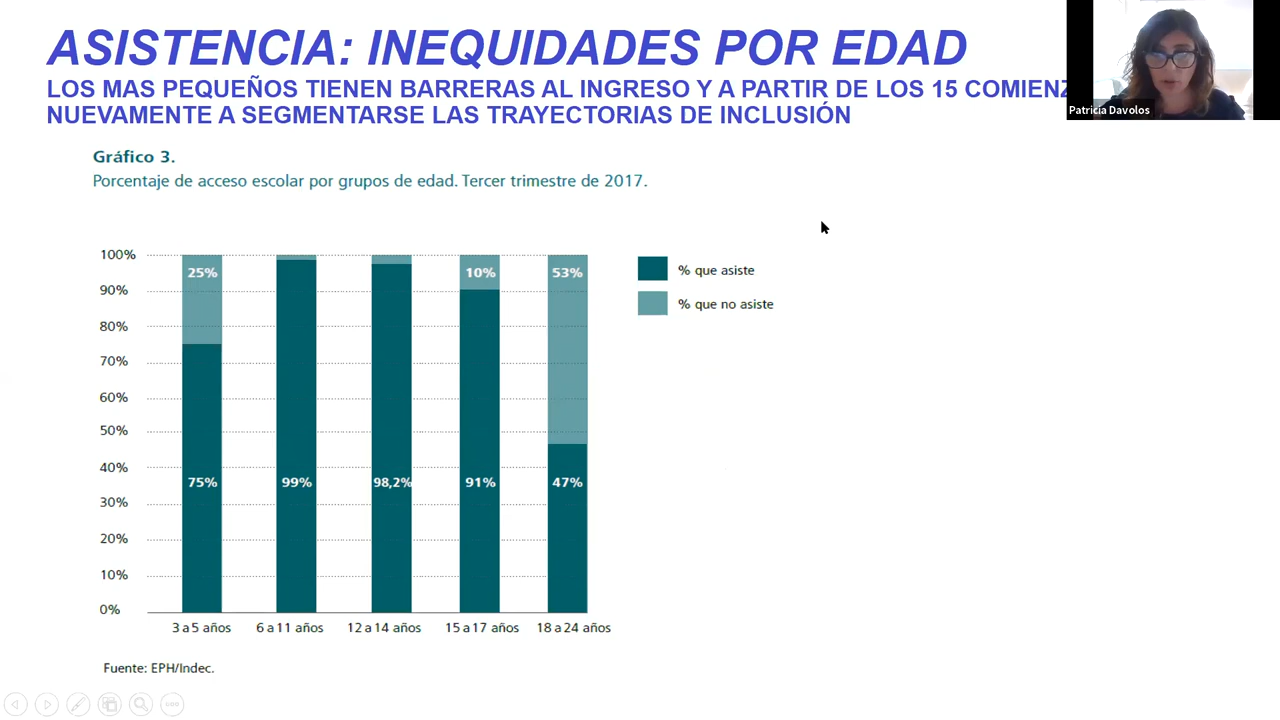 ASISTENCIA: INEQUIDADES POR EDAD
LOS MAS PEQUEÑOS TIENEN BARRERAS AL INGRESO Y A PARTIR DE LOS 15 COMIENZ
NUEVAMENTE A SEGMENTARSE LAS TRAYECTORIAS DE INCLUSIÓN
Patricia Davolos
Gráfico 3.
Porcentaje de acceso escolar por grupos de edad. Tercer trimestre de 2017.
100%
90%
80%
70%
60%
50%
40%
30%
20%
10%
0%
25%
10%
53%
75%
99%
98,2%
91%
47%
3 a 5 años
6 a 11 años
12 a 14 años
15 a 17 años
18 a 24 años
% que asiste
% que no asiste
Fuente: EPH/Indec.